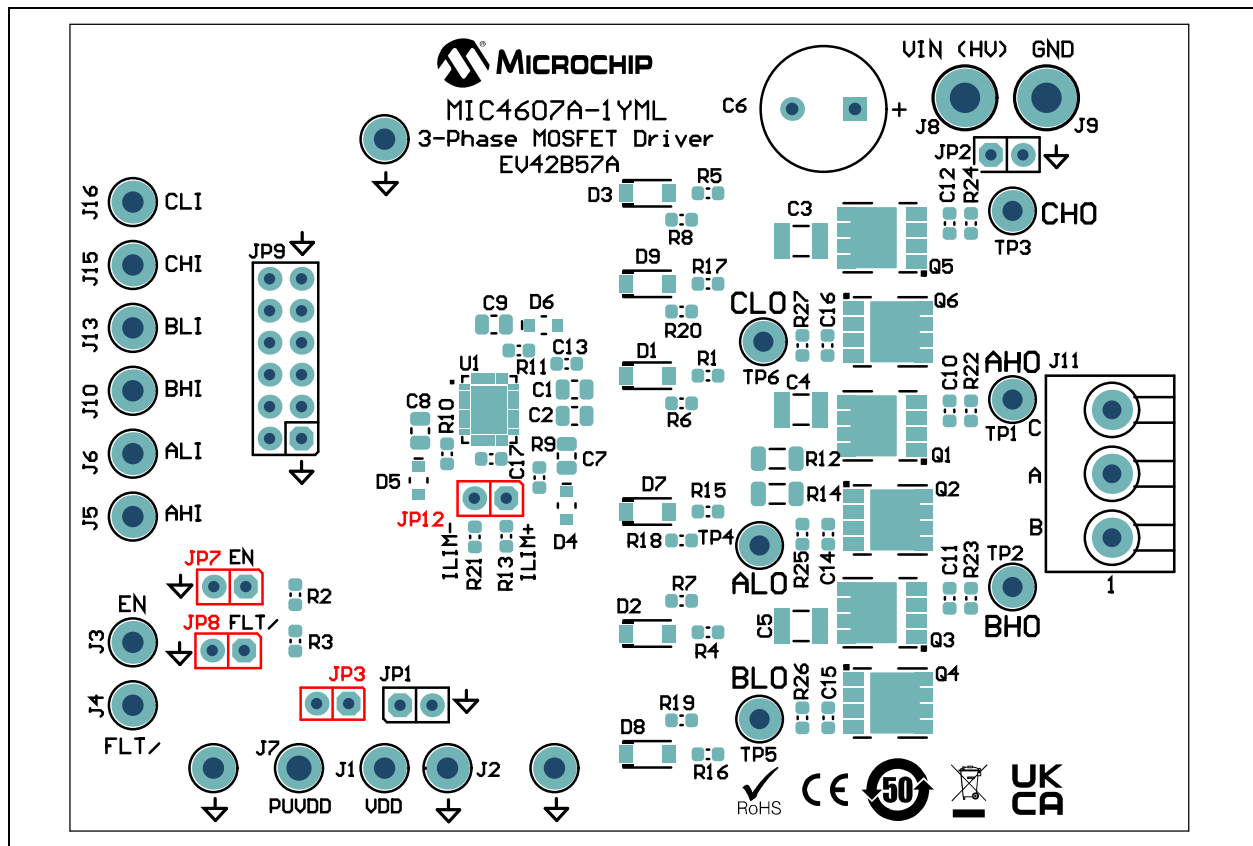 VIN (HV) GND
MICROCHIP
C6
+
J8
J9
MIC4607A-1YML
3-Phase MOSFET Driver
EV42B57A
JP2
D3
R5
R8
C12
R24
CHO
TP3
J16
CLI
C3
Q5
J15
CHI
JP9
D9
R17
R20
Q6
J13
BLI
C9
D6
CLO
R27
C16
TP6
U1
R11
C13
D1
R1
R6
C10
R22
AHO
J11
TP1
J10
BHI
C1
C2
C4
C8
R10
C
Q1
J6
ALI
R9
C17
C7
R12
D5
A
J5
AHI
JP12
D4
D7
R15
R14
Q2
B
ILIM-
R21
R13
ILIM+
R18
TP4
R25
C14
ALO
C11
R23
TP2
BHO
1
JP7
EN
R2
R7
EN
J3
JP8
FLT/
R3
D2
R4
C5
Q3
J4
FLT/
JP3
JP1
BLO
R26
C15
Q4
R19
TP5
D8
R16
J7
J1
J2
PUVDD
VDD
RoHS
CE
50
UK
CA